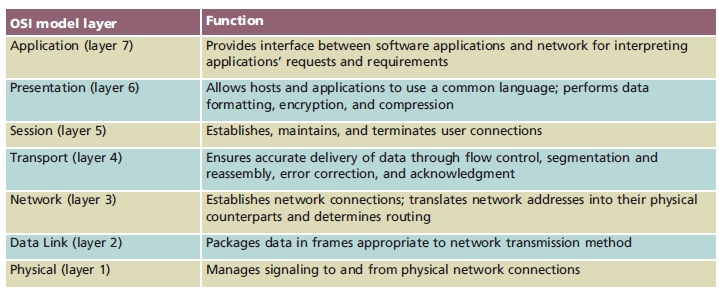 OSI model layer
Function
Application (layer 7)
Provides interface between software applications and network for interpreting
applications' requests and requirements
Presentation (layer 6)
Allows hosts and applications to use a common language; performs data
formatting, encryption, and compression
Session (layer 5)
Establishes, maintains, and terminates user connections
Transport (layer 4)
Ensures accurate delivery of data through flow control, segmentation and
reassembly, error correction, and acknowledgment
Network (layer 3)
Establishes network connections; translates network addresses into their physical
counterparts and determines routing
Data Link (layer 2)
Packages data in frames appropriate to network transmission method
Physical (layer 1)
Manages signaling to and from physical network connections